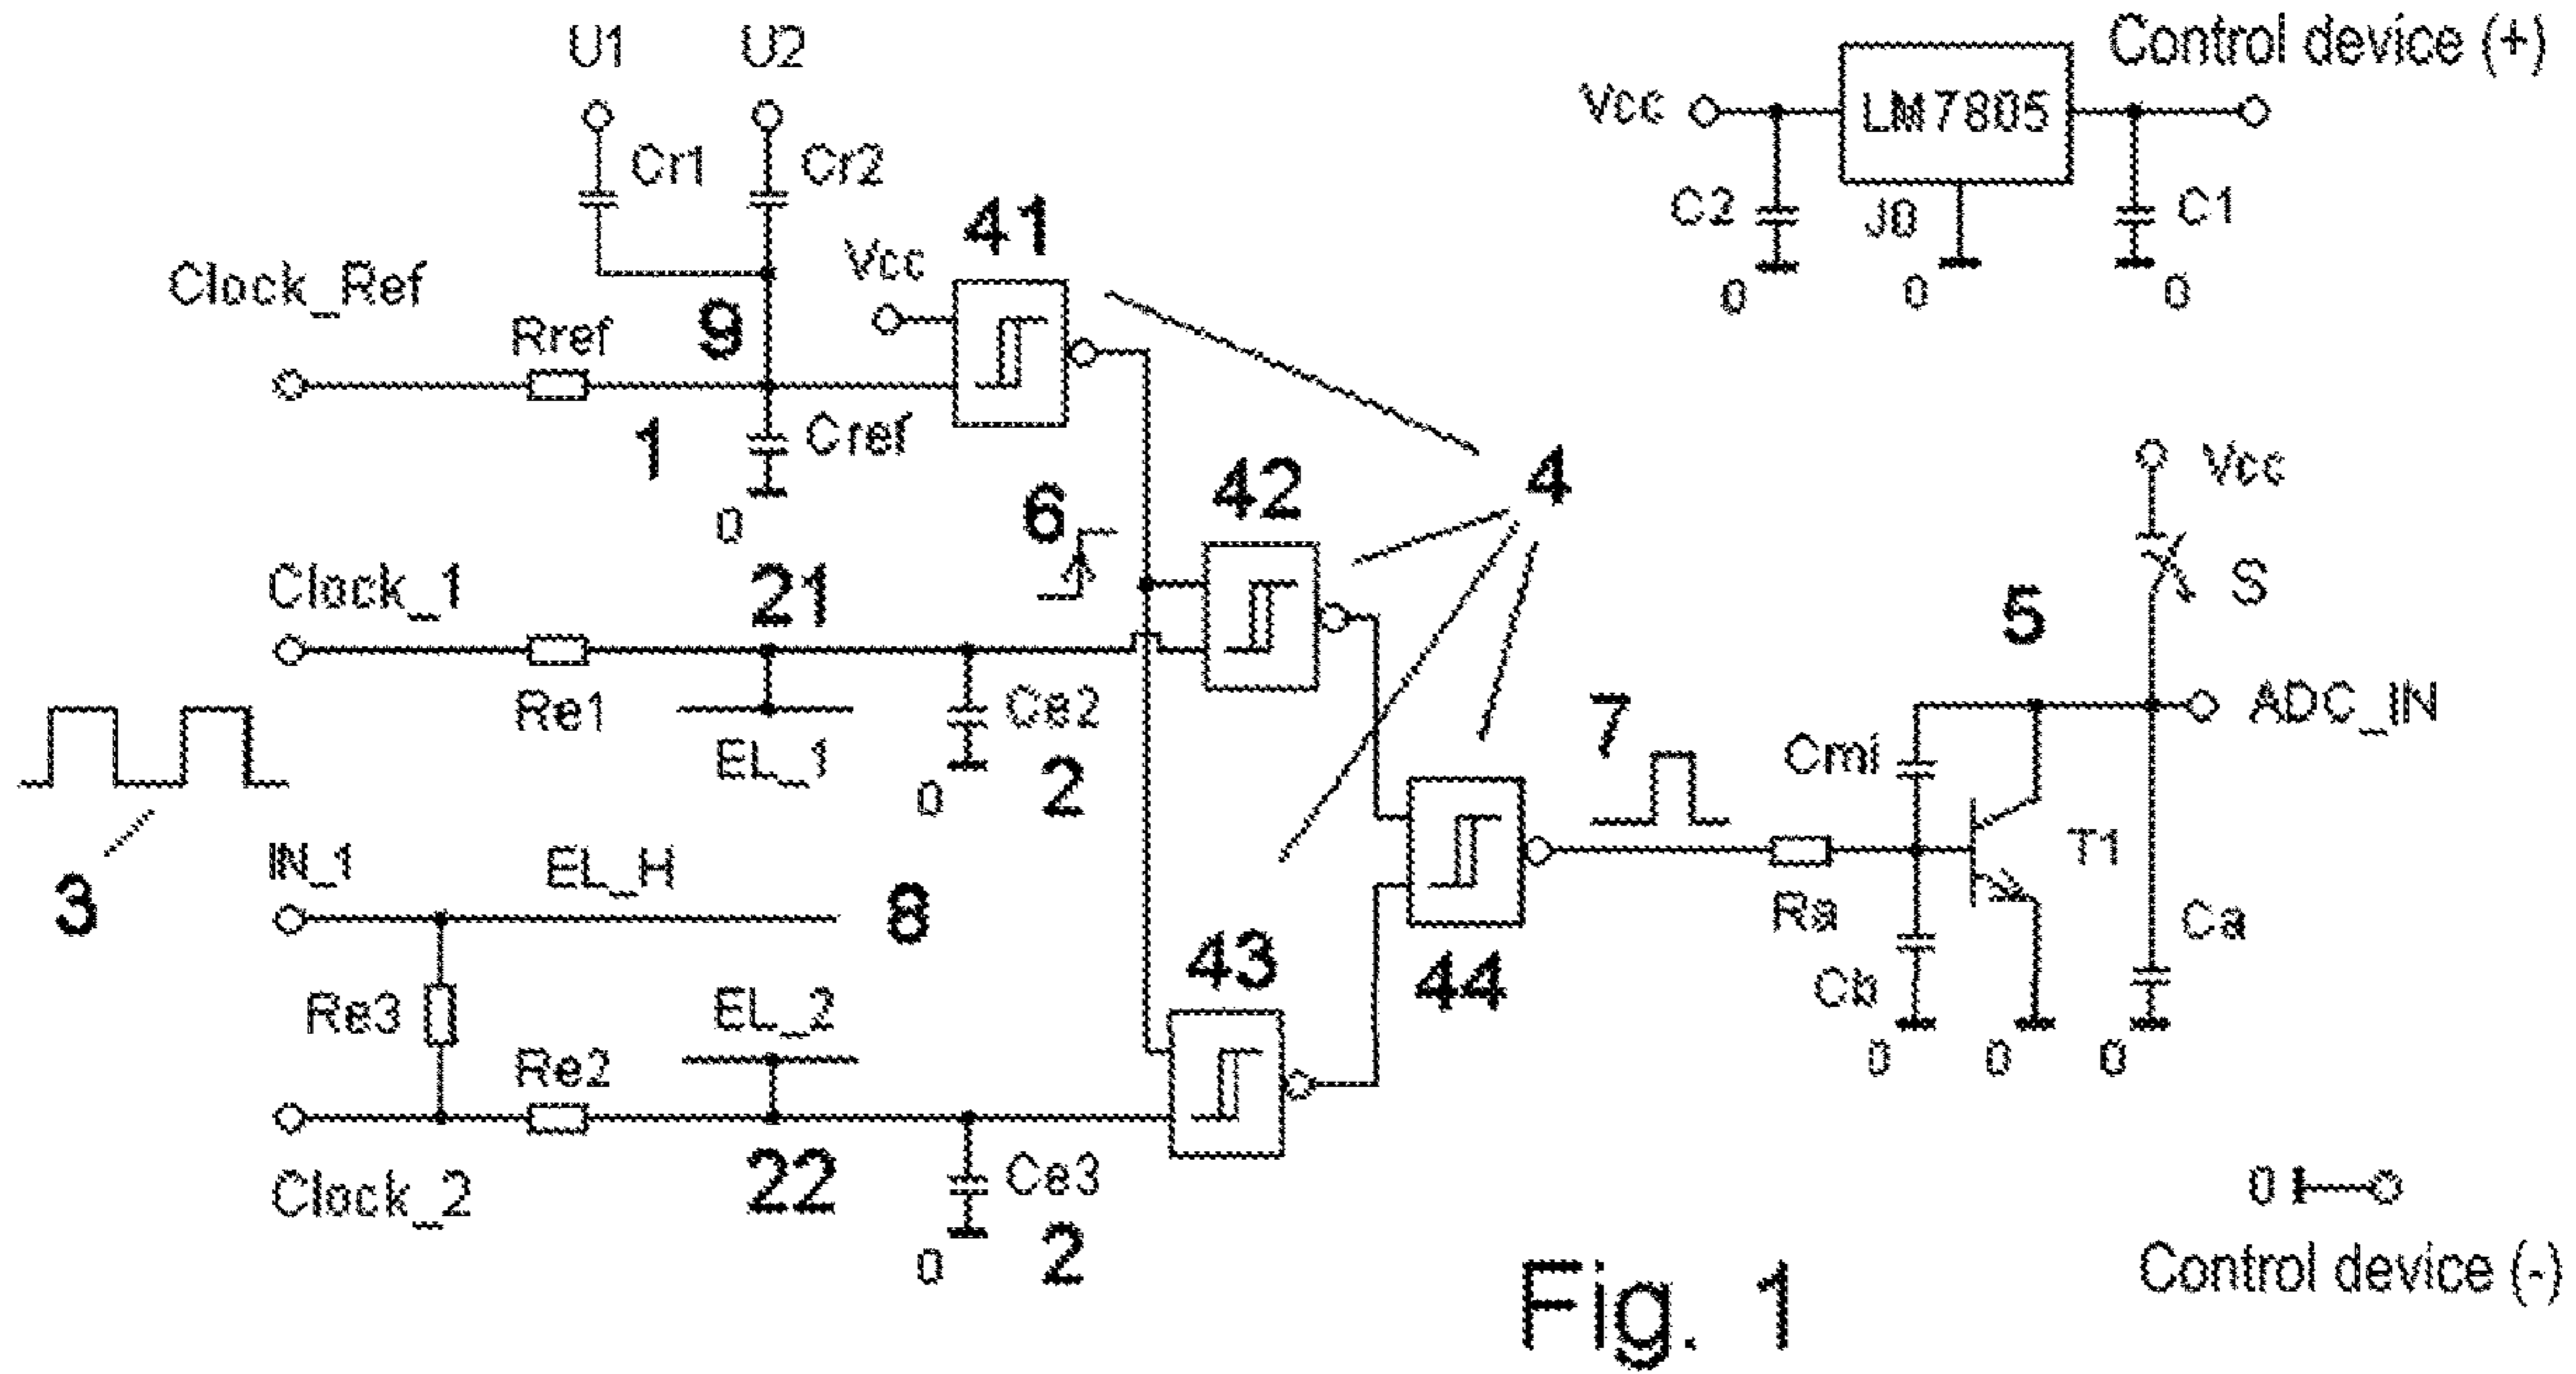 U1 U2
Control device (+)
Vcc LM7805
Cr1 Cr2
C2 J0 C1
0 0 0
41
Vcc
Clock_Ref
Rref 9
1 Cref
0
6 42 4
Vcc
S
Clock_1 21
5
Re1 Ce2
EL_1 2
0
7
ADC_IN
Cmi
3 IN_1 EL_H 8
T1
Ra Ca
43 44
Cb
Re3 EL_2
0 0 0
Re2
Clock_2 22 Ce3
0 2
0
Control device (-)
Fig. 1